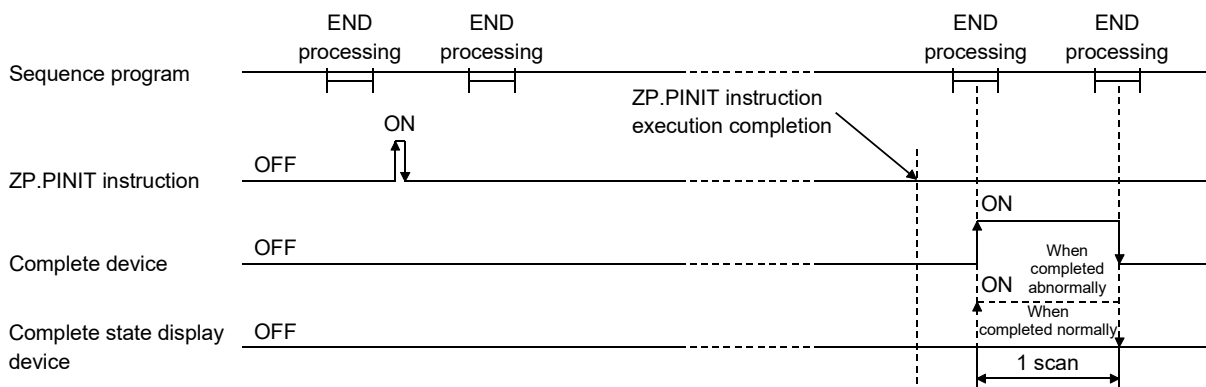 END
processing
END
processing
END
processing
END
processing
Sequence program
ZP.PINIT instruction
execution completion
ON
OFF
ZP.PINIT instruction
ON
OFF
Complete device
When
completed
abnormally
ON
When
completed normally
OFF
Complete state display
device
1 scan